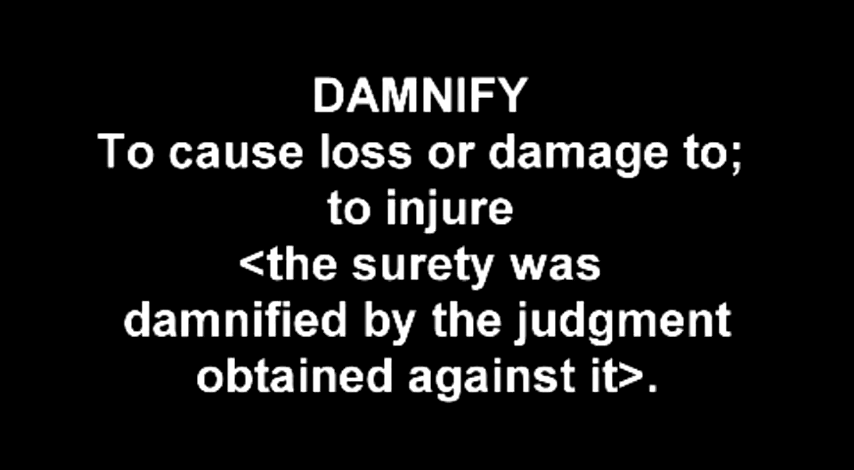 DAMNIFY
To cause loss or damage to;
to injure
<the surety was
damnified by the judgment
obtained against it>.